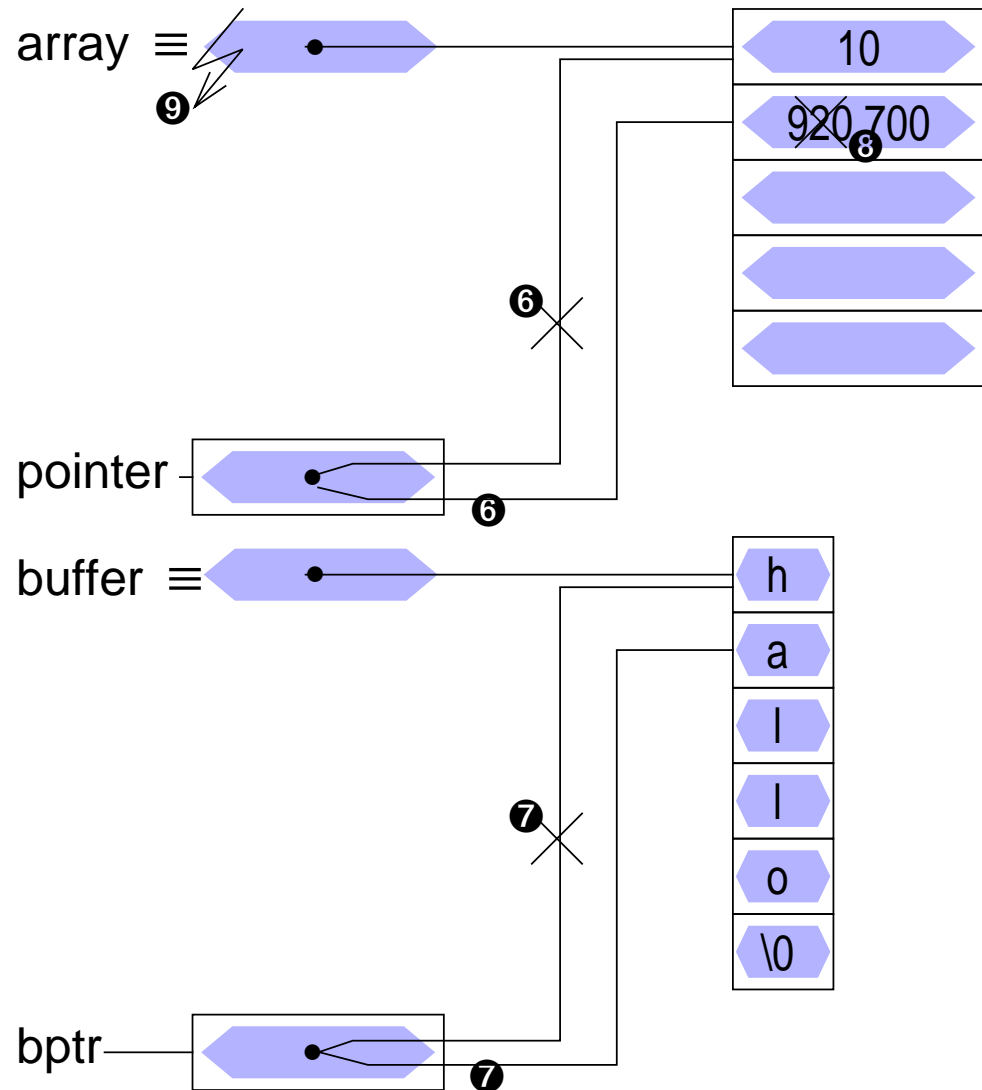 array ≡
10
❾
920 700
❽
❻
pointer
❻
buffer ≡
h
a
l
l
❼
o
\0
bptr
❼